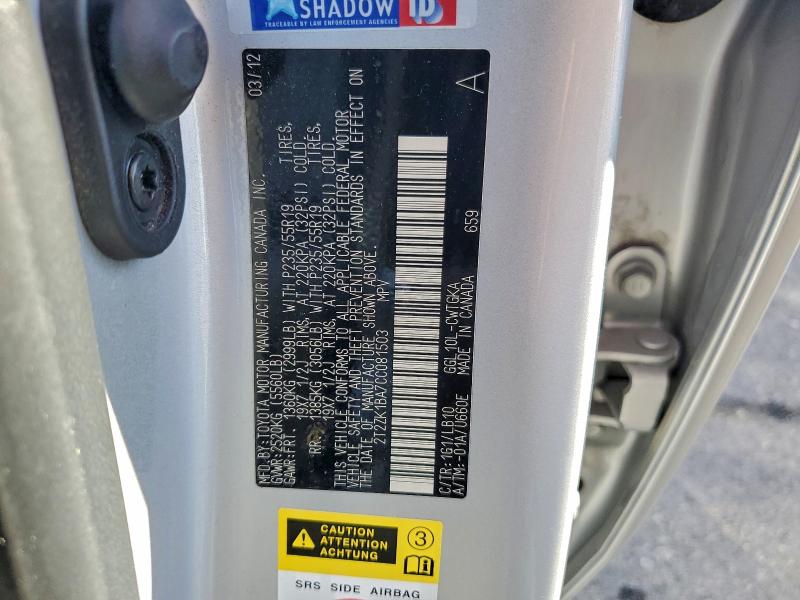 SHADOW ID
TRACEABLE BY LAW ENFORCEMENT AGENCIES
MFD.BY:TOYOTA MOTOR MANUFACTURING CANADA INC. 03/12
GVWR:2520KG(5560LB)
GAWR:FRT. 1360KG (2999LB) WITH P235/55R19 TIRES,
19X7 1/2J RIMS, AT 220KPA (32PSI) COLD.
RR. 1385KG (3056LB) WITH P235/55R19 TIRES,
19X7 1/2J RIMS, AT 220KPA (32PSI) COLD.
THIS VEHICLE CONFORMS TO ALL APPLICABLE FEDERAL MOTOR
VEHICLE SAFETY AND THEFT PREVENTION STANDARDS IN EFFECT ON
THE DATE OF MANUFACTURE SHOWN ABOVE.
2T2ZK1BA7CC081503 MPV A
C/TR:1G1/LB10 GGL10L-CWTGKA 659
A/TM:-01A/U660E MADE IN CANADA
CAUTION
ATTENTION
ACHTUNG
3
SRS SIDE AIRBAG